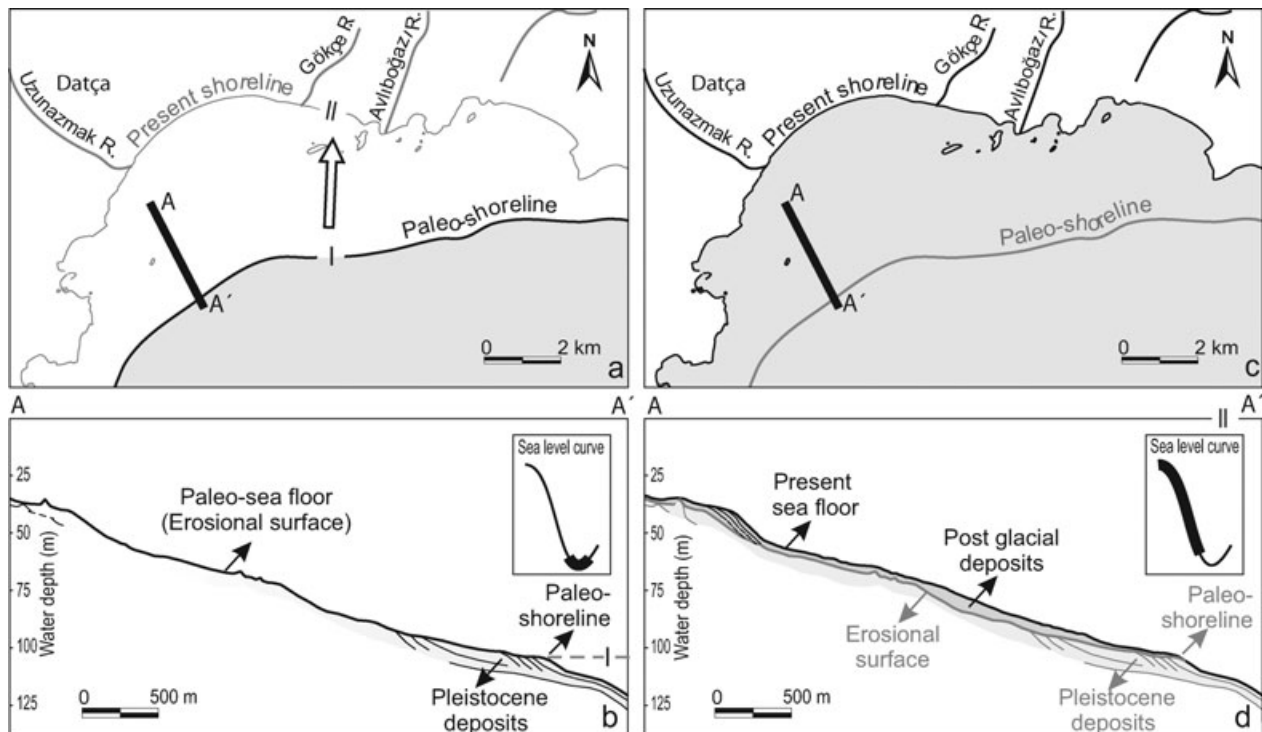 Uzunazmak R.
Datça
Present shoreline
Gökçe R.
Avlıboğazı R.
N
II
A
I
A´
Paleo-shoreline
0 2 km
a
Uzunazmak R.
Datça
Present shoreline
Gökçe R.
Avlıboğazı R.
N
A
A´
Paleo-shoreline
0 2 km
c
A A´
Sea level curve
25
50
75
100
125
Water depth (m)
Paleo-sea floor
(Erosional surface)
Paleo-
shoreline
I
Pleistocene
deposits
0 500 m
b
A A´
II
Sea level curve
25
50
75
100
125
Water depth (m)
Present
sea floor
Post glacial
deposits
Paleo-
shoreline
Erosional
surface
Pleistocene
deposits
0 500 m
d